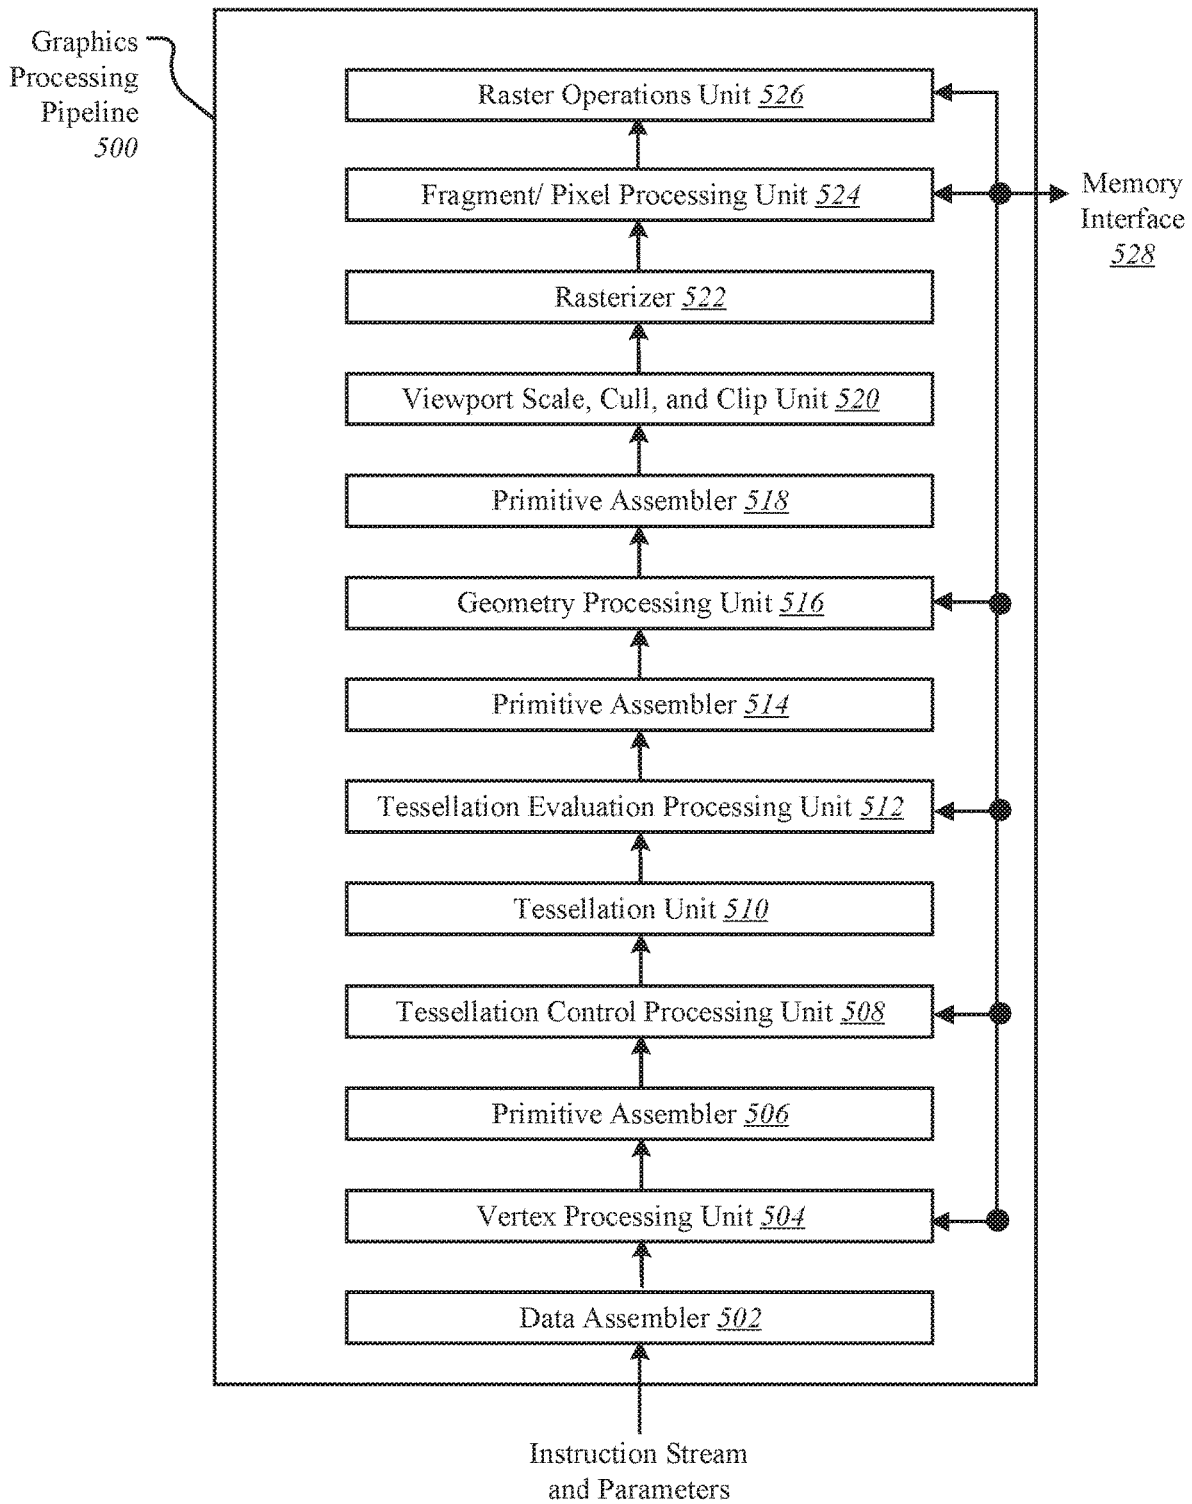 Graphics
Processing
Pipeline
500
Raster Operations Unit 526
Fragment/ Pixel Processing Unit 524
Memory
Interface
528
Rasterizer 522
Viewport Scale, Cull, and Clip Unit 520
Primitive Assembler 518
Geometry Processing Unit 516
Primitive Assembler 514
Tessellation Evaluation Processing Unit 512
Tessellation Unit 510
Tessellation Control Processing Unit 508
Primitive Assembler 506
Vertex Processing Unit 504
Data Assembler 502
Instruction Stream
and Parameters